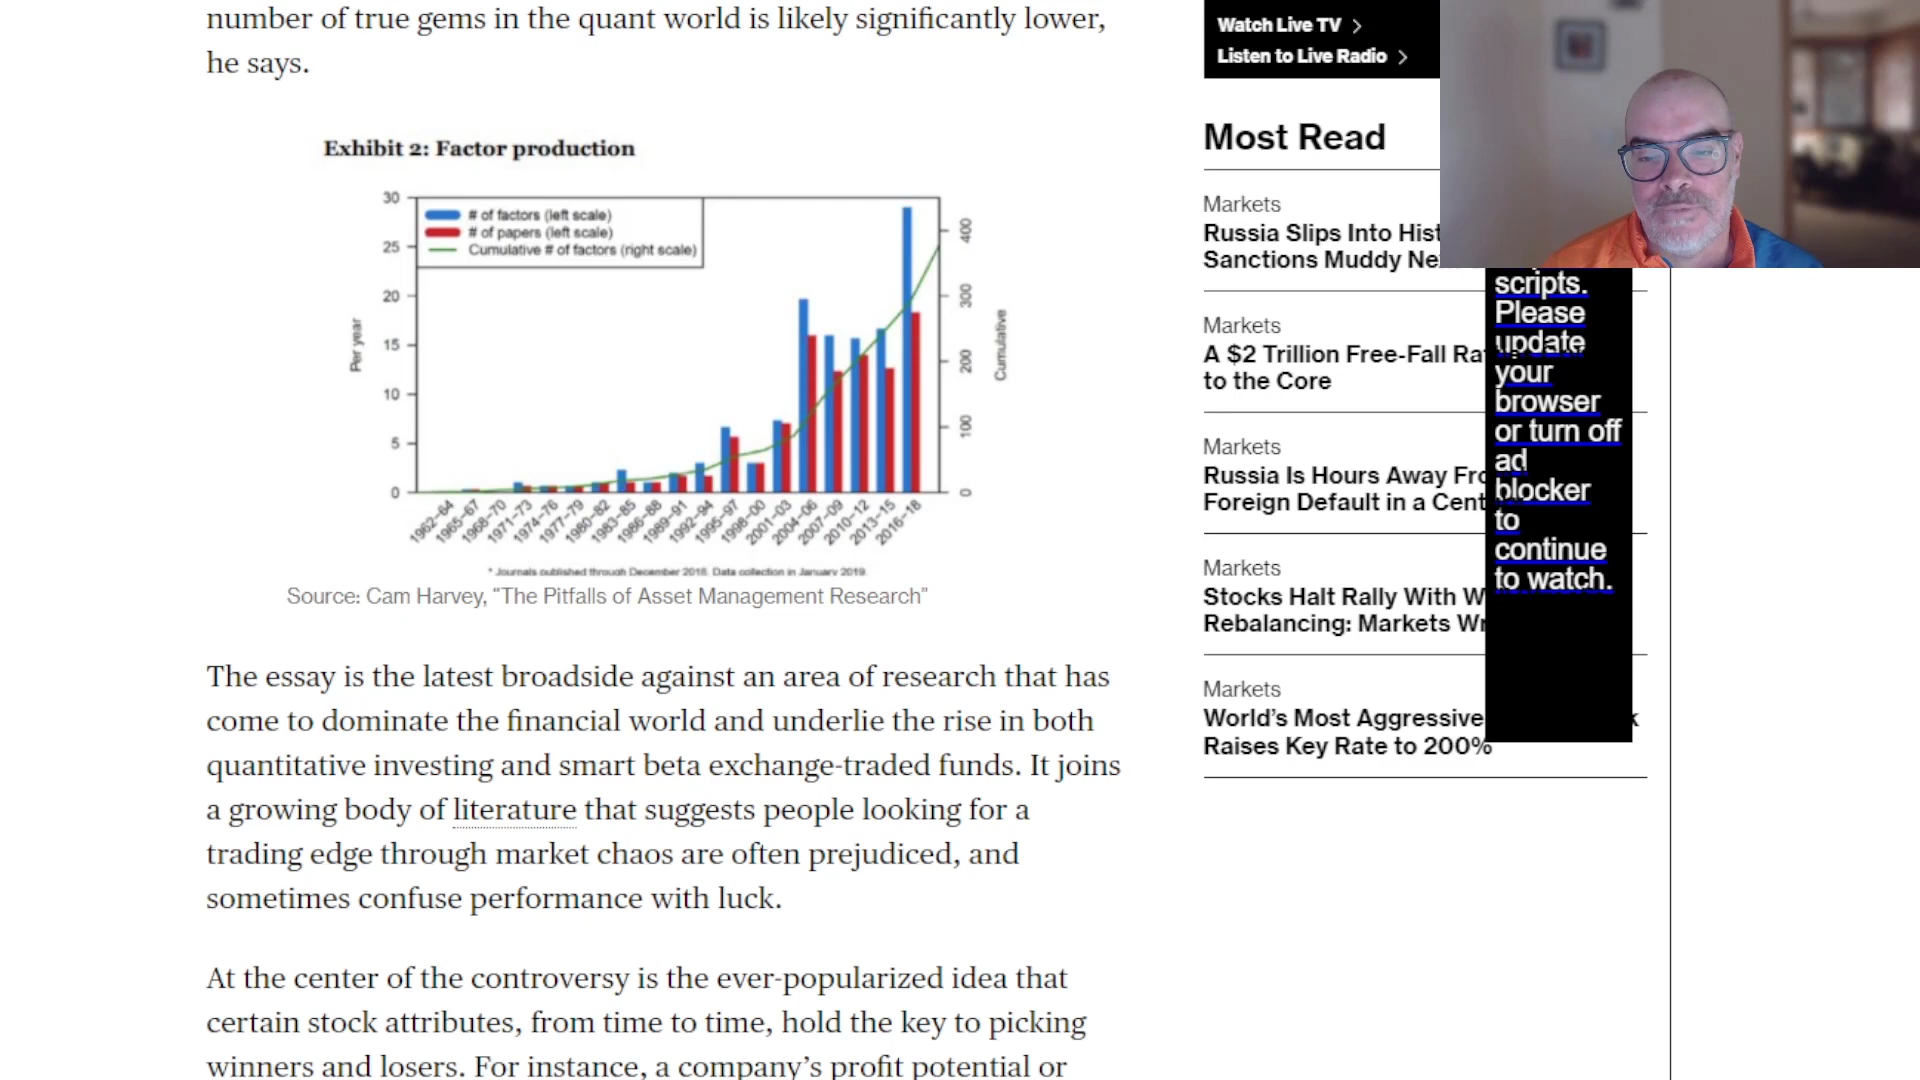 number of true gems in the quant world is likely significantly lower,
he says.
Exhibit 2: Factor production
# of factors (left scale)
# of papers (left scale)
Cumulative # of factors (right scale)
Per year
30
25
20
15
10
5
0
Cumulative
400
300
200
100
0
1962–64
1965–67
1968–70
1971–73
1974–76
1977–79
1980–82
1983–85
1986–88
1989–91
1992–94
1995–97
1998–00
2001–03
2004–06
2007–09
2010–12
2013–15
2016–18
* Journals published through December 2018. Data collection in January 2019.
Source: Cam Harvey, “The Pitfalls of Asset Management Research”
The essay is the latest broadside against an area of research that has
come to dominate the financial world and underlie the rise in both
quantitative investing and smart beta exchange-traded funds. It joins
a growing body of literature that suggests people looking for a
trading edge through market chaos are often prejudiced, and
sometimes confuse performance with luck.
At the center of the controversy is the ever-popularized idea that
certain stock attributes, from time to time, hold the key to picking
winners and losers. For instance, a company’s profit potential or
Watch Live TV
Listen to Live Radio
Most Read
Markets
Russia Slips Into Hist
Sanctions Muddy Ne
Markets
A $2 Trillion Free-Fall Ra
to the Core
Markets
Russia Is Hours Away Fro
Foreign Default in a Cent
Markets
Stocks Halt Rally With W
Rebalancing: Markets Wr
Markets
World’s Most Aggressive
Raises Key Rate to 200%
scripts.
Please
update
your
browser
or turn off
ad
blocker
to
continue
to watch.